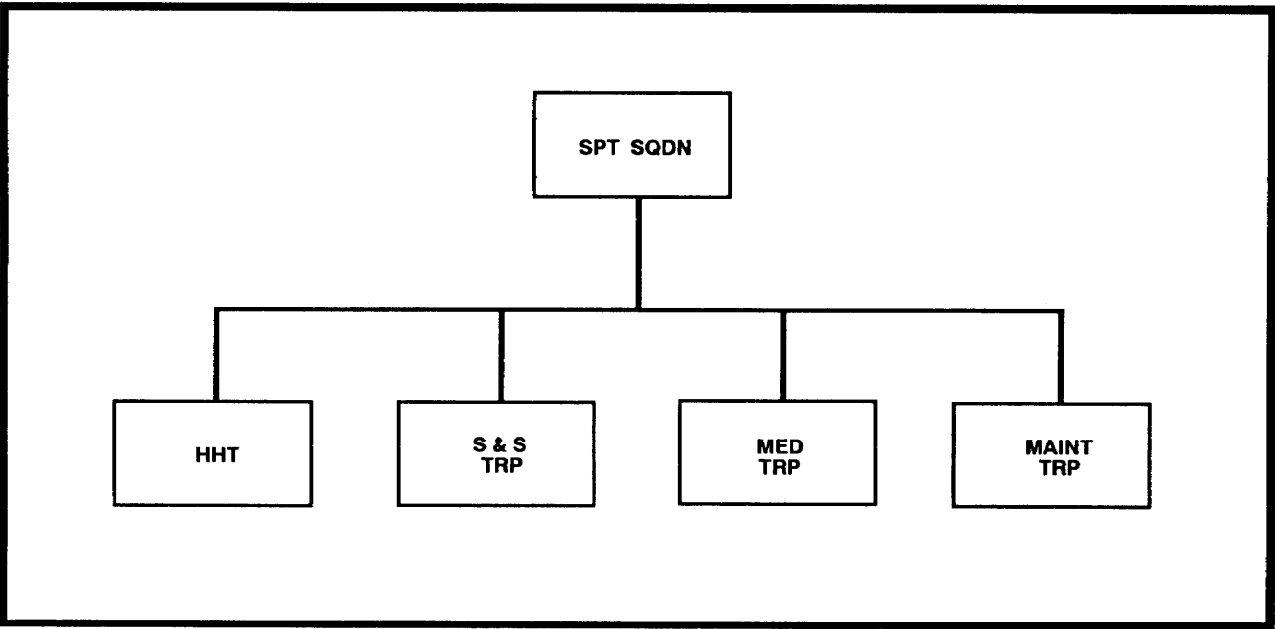 SPT SQDN
HHT
S & S
TRP
MED
TRP
MAINT
TRP